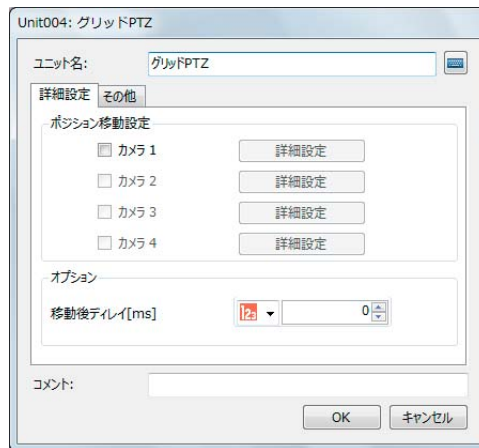 Unit004: グリッドPTZ
ユニット名: グリッドPTZ
詳細設定 その他
ポジション移動設定
カメラ 1 詳細設定
カメラ 2 詳細設定
カメラ 3 詳細設定
カメラ 4 詳細設定
オプション
移動後ディレイ[ms] 123 0
コメント:
OK キャンセル